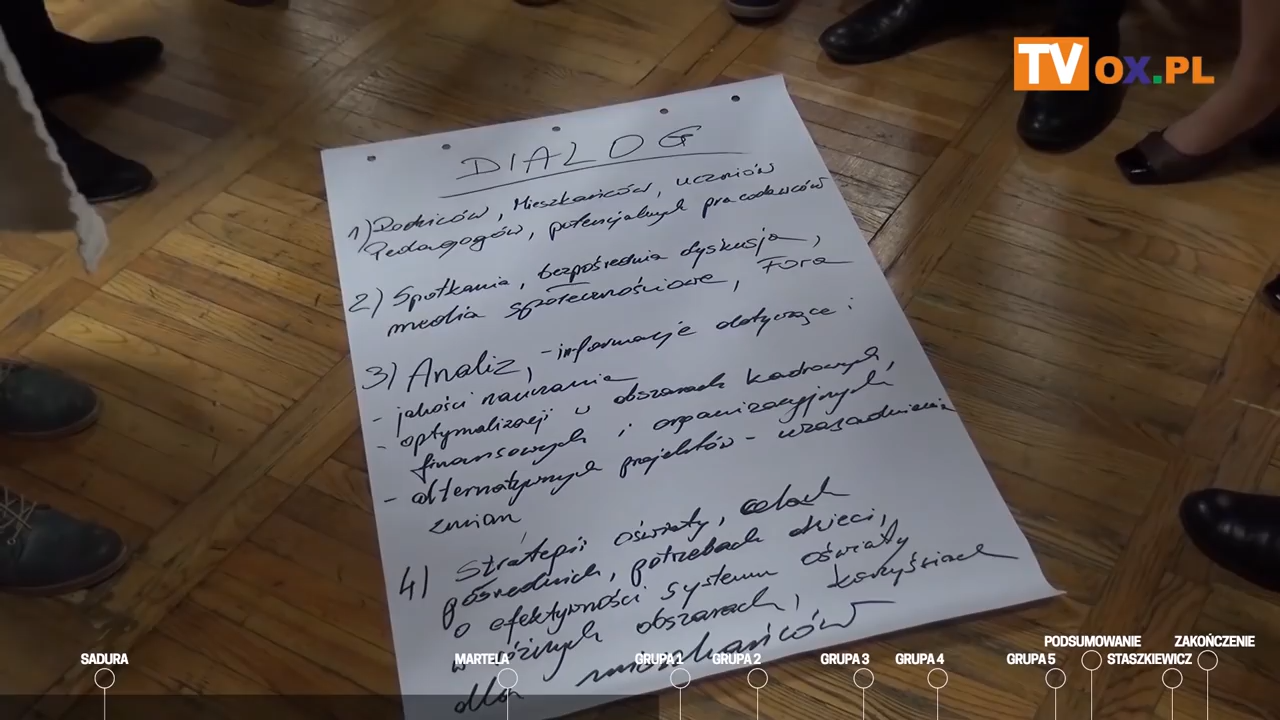 TVOX.PL
DIALOG
1) Rodziców, Mieszkańców, uczniów
Pedagogów, potencjalnych pracodawców
2) Spotkania, bezpośrednia dyskusja,
media społecznościowe, Fora
3) Analiz, - informacje dotyczące:
- jakości nauczania
- optymalizacji w obszarach kadrowych,
finansowych i organizacyjnych,
- alternatywnych projektów - uzasadnienia
zmian
4) Strategii oświaty, celach
pośrednich, potrzebach dzieci,
o efektywności systemu oświaty
w różnych obszarach, korzyściach
dla mieszkańców
SADURA
MARTELA
GRUPA 1
GRUPA 2
GRUPA 3
GRUPA 4
GRUPA 5
PODSUMOWANIE
STASZKIEWICZ
ZAKOŃCZENIE